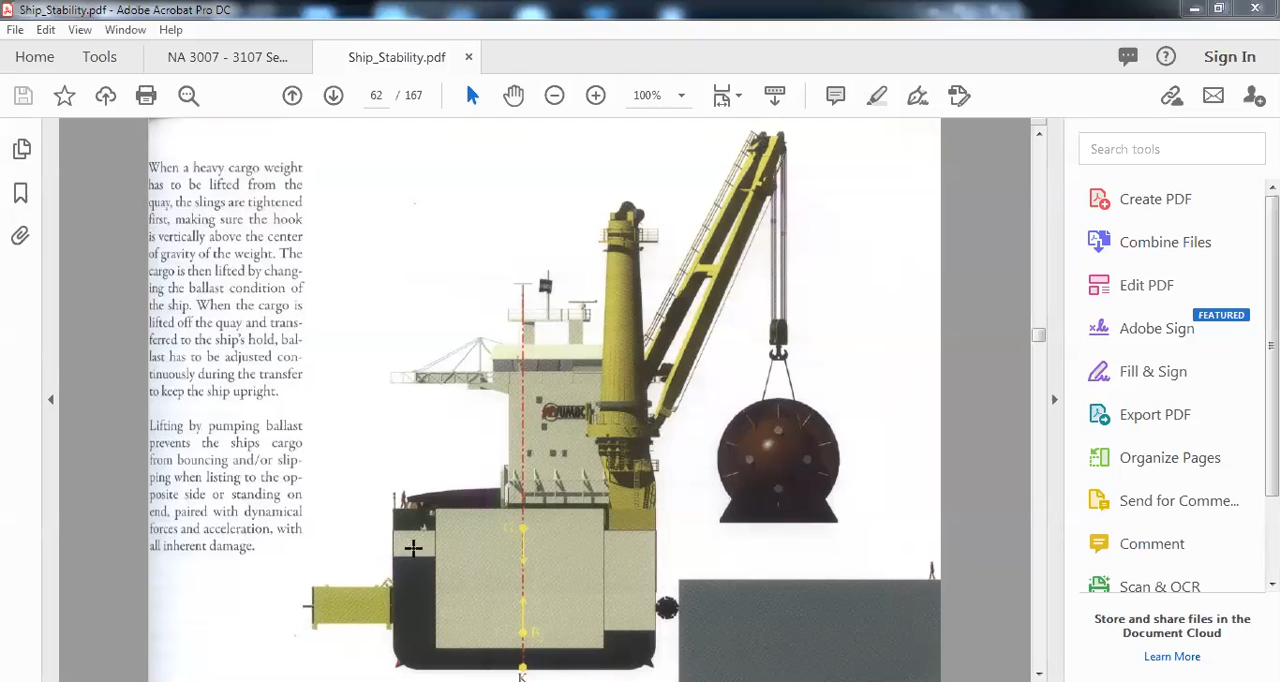 Ship_Stability.pdf - Adobe Acrobat Pro DC
File Edit View Window Help
Home Tools NA 3007 - 3107 Se... Ship_Stability.pdf × Sign In
62 / 167 100%
When a heavy cargo weight
has to be lifted from the
quay, the slings are tightened
first, making sure the hook
is vertically above the center
of gravity of the weight. The
cargo is then lifted by chang-
ing the ballast condition of
the ship. When the cargo is
lifted off the quay and trans-
ferred to the ship's hold, bal-
last has to be adjusted con-
tinuously during the transfer
to keep the ship upright.
Lifting by pumping ballast
prevents the ships cargo
from bouncing and/or slip-
ping when listing to the op-
posite side or standing on
end, paired with dynamical
forces and acceleration, with
all inherent damage.
G
B
K
Search tools
Create PDF
Combine Files
Edit PDF
FEATURED
Adobe Sign
Fill & Sign
Export PDF
Organize Pages
Send for Comme...
Comment
Scan & OCR
Store and share files in the
Document Cloud
Learn More